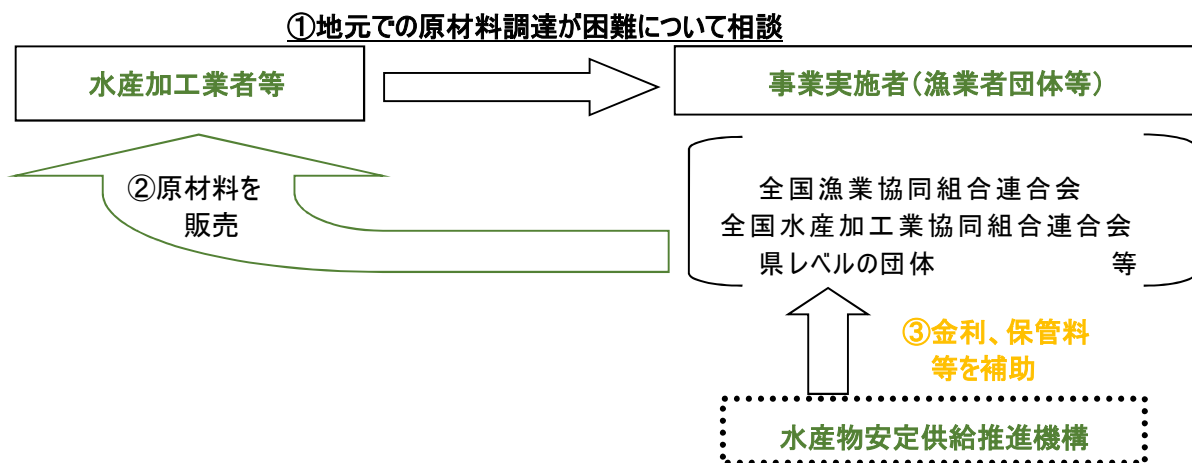 ①地元での原材料調達が困難について相談
水産加工業者等
事業実施者（漁業者団体等）
②原材料を
販売
全国漁業協同組合連合会
全国水産加工業協同組合連合会
県レベルの団体 等
③金利、保管料
等を補助
水産物安定供給推進機構